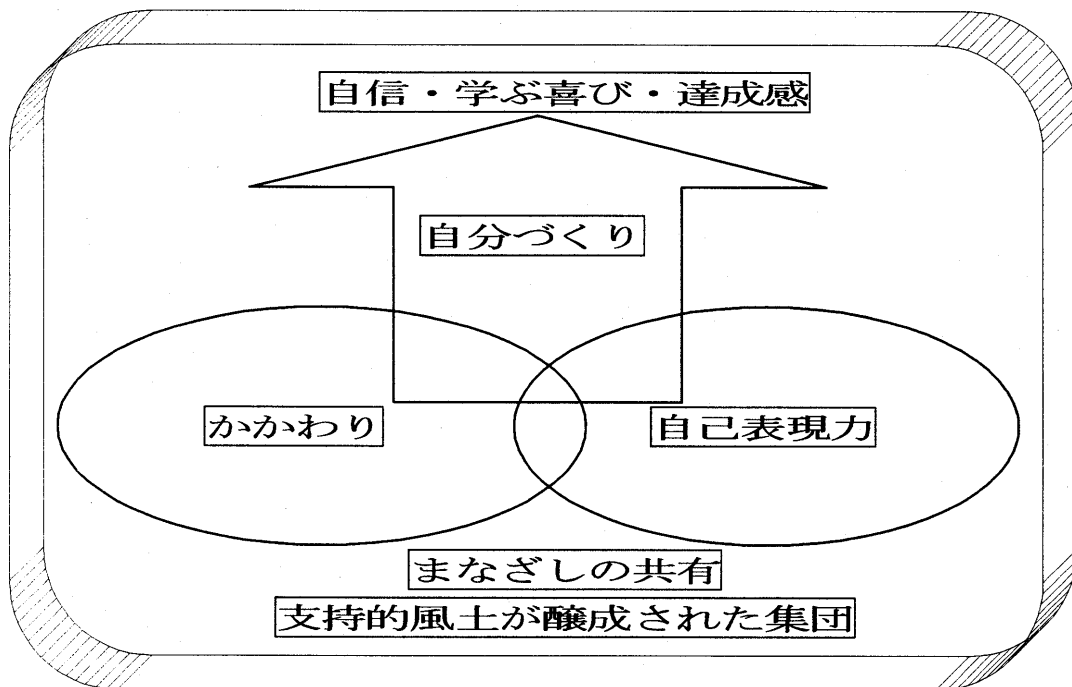 自信・学ぶ喜び・達成感
自分づくり
かかわり
自己表現力
まなざしの共有
支持的風土が醸成された集団